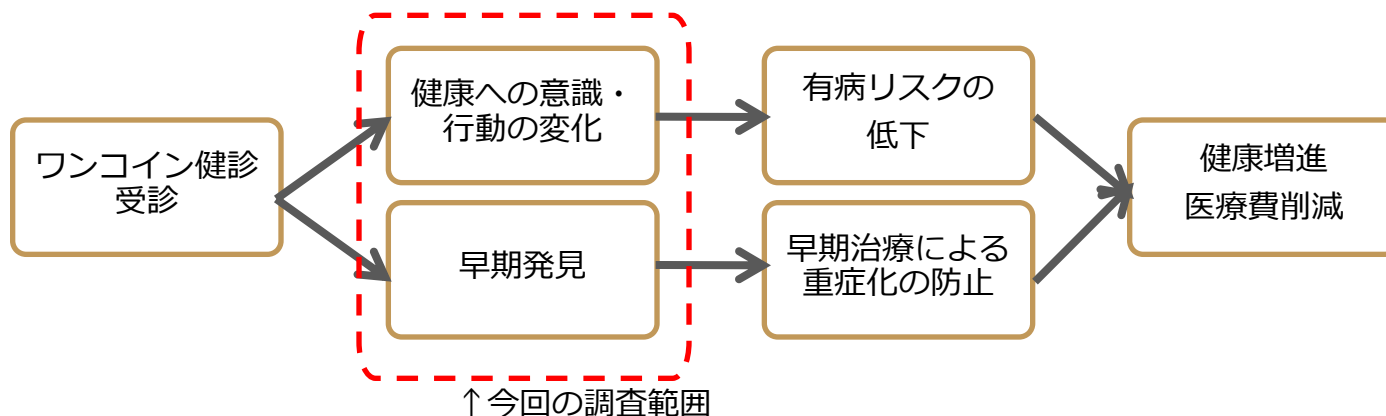 ワンコイン健診
受診
健康への意識・
行動の変化
早期発見
有病リスクの
低下
早期治療による
重症化の防止
健康増進
医療費削減
↑今回の調査範囲